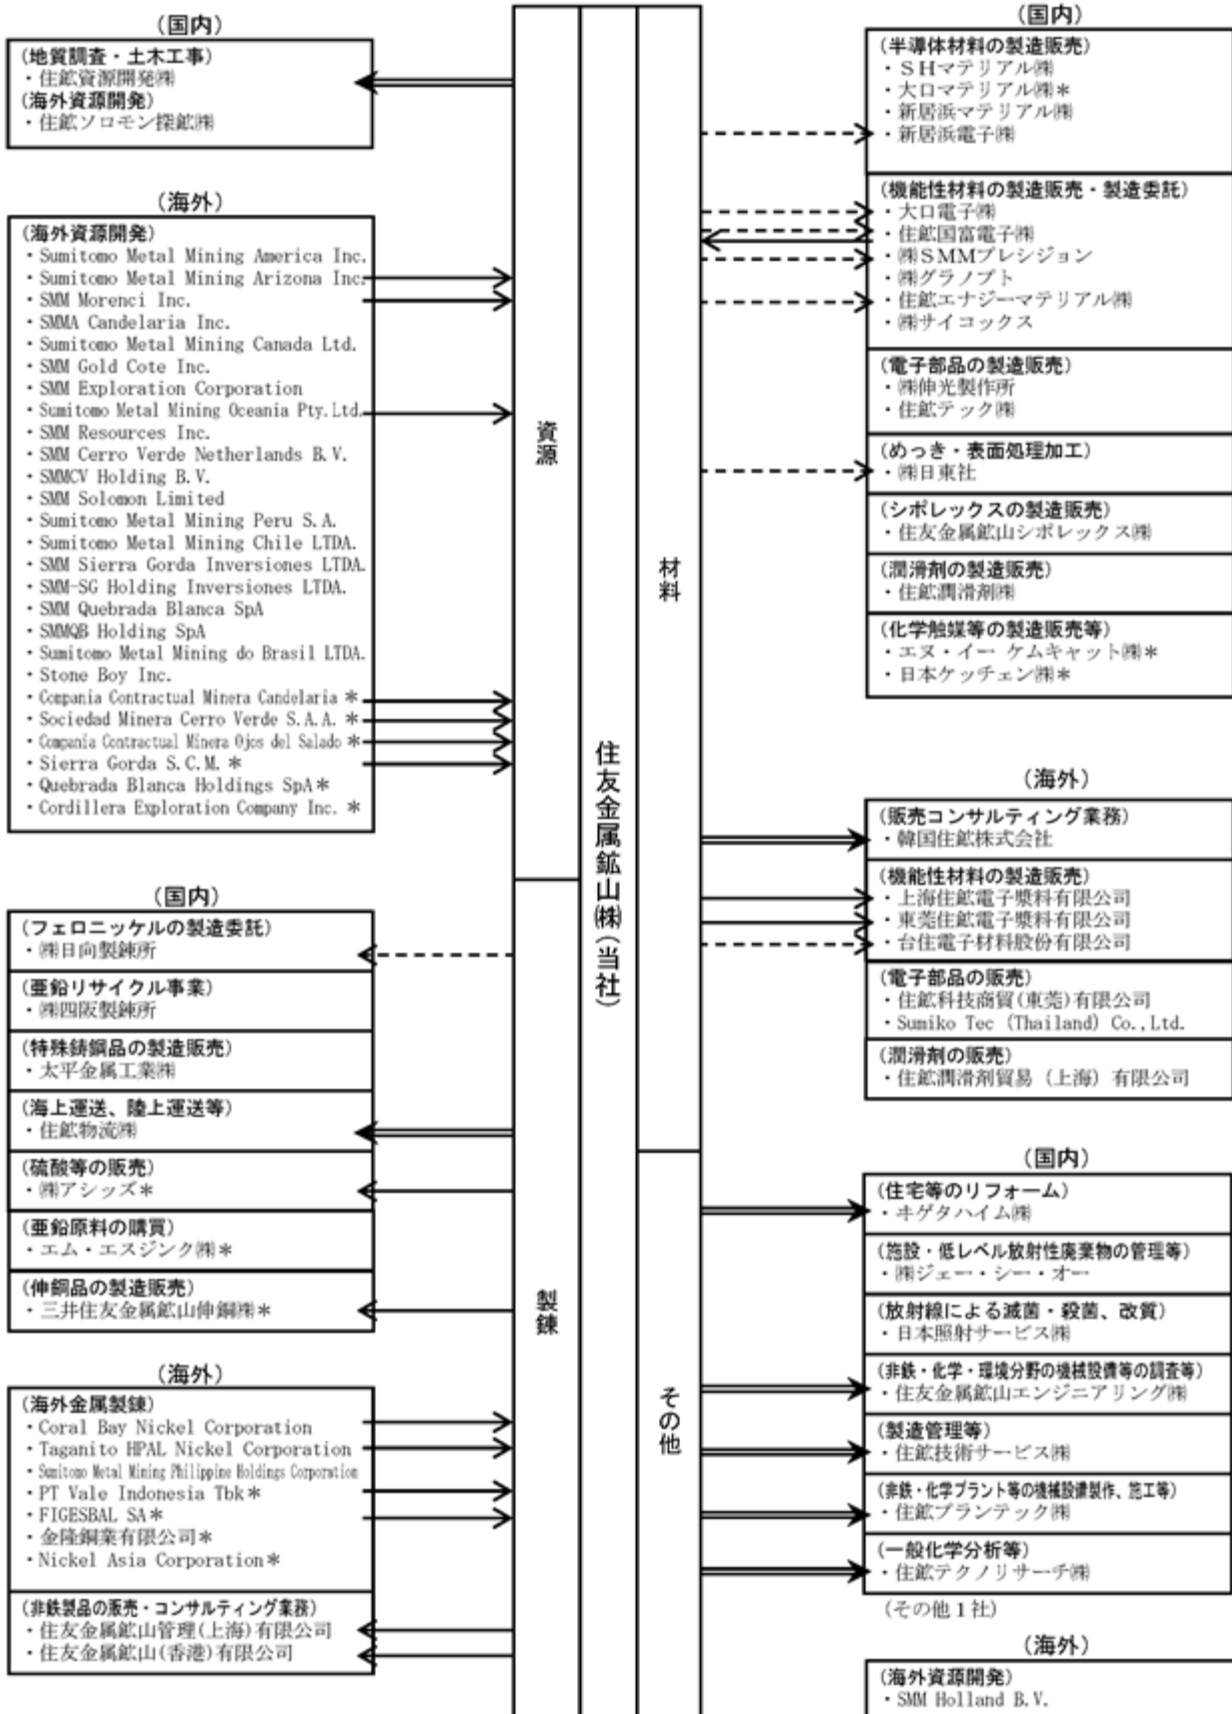 (国内)
(地質調査・土木工事)
・住鉱資源開発㈱
(海外資源開発)
・住鉱ソロモン探鉱㈱
(海外)
(海外資源開発)
・Sumitomo Metal Mining America Inc.
・Sumitomo Metal Mining Arizona Inc.
・SMM Morenci Inc.
・SMMA Candelaria Inc.
・Sumitomo Metal Mining Canada Ltd.
・SMM Gold Cote Inc.
・SMM Exploration Corporation
・Sumitomo Metal Mining Oceania Pty.Ltd.
・SMM Resources Inc.
・SMM Cerro Verde Netherlands B.V.
・SMMCV Holding B.V.
・SMM Solomon Limited
・Sumitomo Metal Mining Peru S.A.
・Sumitomo Metal Mining Chile LTDA.
・SMM Sierra Gorda Inversiones LTDA.
・SMM-SG Holding Inversiones LTDA.
・SMM Quebrada Blanca SpA
・SMMQB Holding SpA
・Sumitomo Metal Mining do Brasil LTDA.
・Stone Boy Inc.
・Compania Contractual Minera Candelaria *
・Sociedad Minera Cerro Verde S.A.A. *
・Compania Contractual Minera Ojos del Salado *
・Sierra Gorda S.C.M. *
・Quebrada Blanca Holdings SpA *
・Cordillera Exploration Company Inc. *
(国内)
(フェロニッケルの製造委託)
・㈱日向製錬所
(亜鉛リサイクル事業)
・㈱四阪製錬所
(特殊鋳鋼品の製造販売)
・太平金属工業㈱
(海上運送、陸上運送等)
・住鉱物流㈱
(硫酸等の販売)
・㈱アシッズ*
(亜鉛原料の購買)
・エム・エスジンク㈱*
(伸銅品の製造販売)
・三井住友金属鉱山伸銅㈱*
(海外)
(海外金属製錬)
・Coral Bay Nickel Corporation
・Taganito HPAL Nickel Corporation
・Sumitomo Metal Mining Philippine Holdings Corporation
・PT Vale Indonesia Tbk*
・FIGESBAL SA*
・金隆銅業有限公司*
・Nickel Asia Corporation*
(非鉄製品の販売・コンサルティング業務)
・住友金属鉱山管理(上海)有限公司
・住友金属鉱山(香港)有限公司
資源
製錬
住友金属鉱山㈱(当社)
材料
その他
(国内)
(半導体材料の製造販売)
・SHマテリアル㈱
・大口マテリアル㈱*
・新居浜マテリアル㈱
・新居浜電子㈱
(機能性材料の製造販売・製造委託)
・大口電子㈱
・住鉱国富電子㈱
・㈱SMMプレシジョン
・㈱グラノプト
・住鉱エナジーマテリアル㈱
・㈱サイコックス
(電子部品の製造販売)
・㈱伸光製作所
・住鉱テック㈱
(めっき・表面処理加工)
・㈱日東社
(シポレックスの製造販売)
・住友金属鉱山シポレックス㈱
(潤滑剤の製造販売)
・住鉱潤滑剤㈱
(化学触媒等の製造販売等)
・エヌ・イー ケムキャット㈱*
・日本ケッチェン㈱*
(海外)
(販売コンサルティング業務)
・韓国住鉱株式会社
(機能性材料の製造販売)
・上海住鉱電子漿料有限公司
・東莞住鉱電子漿料有限公司
・台住電子材料股份有限公司
(電子部品の販売)
・住鉱科技商貿(東莞)有限公司
・Sumiko Tec (Thailand) Co.,Ltd.
(潤滑剤の販売)
・住鉱潤滑剤貿易(上海)有限公司
(国内)
(住宅等のリフォーム)
・ヰゲタハイム㈱
(施設・低レベル放射性廃棄物の管理等)
・㈱ジェー・シー・オー
(放射線による滅菌・殺菌、改質)
・日本照射サービス㈱
(非鉄・化学・環境分野の機械設備等の調査等)
・住友金属鉱山エンジニアリング㈱
(製造管理等)
・住鉱技術サービス㈱
(非鉄・化学プラント等の機械設備製作、施工等)
・住鉱プランテック㈱
(一般化学分析等)
・住鉱テクノリサーチ㈱
(その他1社)
(海外)
(海外資源開発)
・SMM Holland B.V.